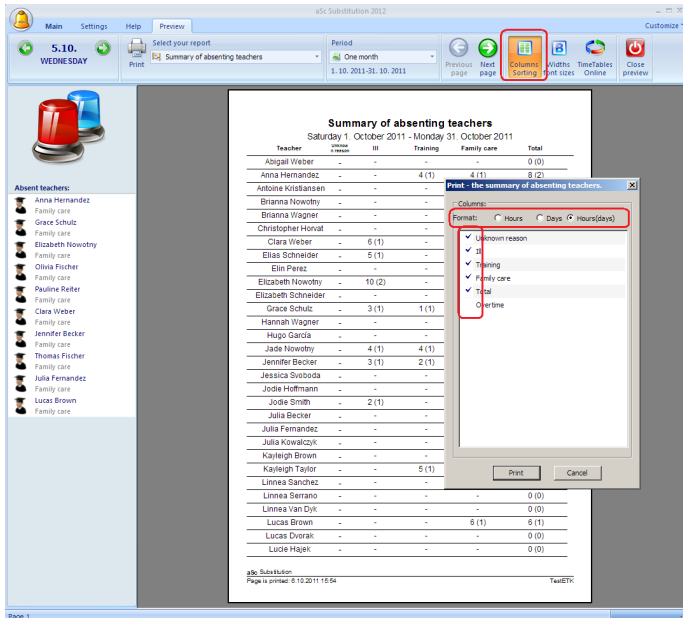 aSc Substitution 2012
Main Settings Help Preview Customize
5.10.
WEDNESDAY
Print
Select your report
Summary of absenting teachers
Period
One month
1. 10. 2011-31. 10. 2011
Previous page
Next page
Columns Sorting
Widths font sizes
TimeTables Online
Close preview
Absent teachers:
Anna Hernandez
Family care
Grace Schulz
Family care
Elizabeth Nowotny
Family care
Olivia Fischer
Family care
Pauline Reiter
Family care
Clara Weber
Family care
Jennifer Becker
Family care
Thomas Fischer
Family care
Julia Fernandez
Family care
Lucas Brown
Family care
Summary of absenting teachers
Saturday 1. October 2011 - Monday 31. October 2011
Teacher Unknown reason Ill Training Family care Total
Abigail Weber - - - - 0 (0)
Anna Hernandez - - 4 (1) 4 (1) 8 (2)
Antoine Kristiansen - - -
Brianna Nowotny - - -
Brianna Wagner - - -
Christopher Horvat - - -
Clara Weber - 6 (1) -
Elias Schneider - 5 (1) -
Elin Perez - - -
Elizabeth Nowotny - 10 (2) -
Elizabeth Schneider - - -
Grace Schulz - 3 (1) 1 (1)
Hannah Wagner - - -
Hugo García - - -
Jade Nowotny - 4 (1) 4 (1)
Jennifer Becker - 3 (1) 2 (1)
Jessica Svoboda - - -
Jodie Hoffmann - - -
Jodie Smith - 2 (1) -
Julia Becker - - -
Julia Fernandez - - -
Julia Kowalczyk - - -
Kayleigh Brown - - -
Kayleigh Taylor - - 5 (1)
Linnea Sanchez - - -
Linnea Serrano - - - - 0 (0)
Linnea Van Dyk - - - - 0 (0)
Lucas Brown - - - 6 (1) 6 (1)
Lucas Dvorak - - - - 0 (0)
Lucie Hajek - - - - 0 (0)
aSc Substitution
Page is printed: 6.10.2011 15:54 TestETK
Print - the summary of absenting teachers.
Columns:
Format: Hours Days Hours(days)
Unknown reason
Ill
Training
Family care
Total
Overtime
Print Cancel
Page 1